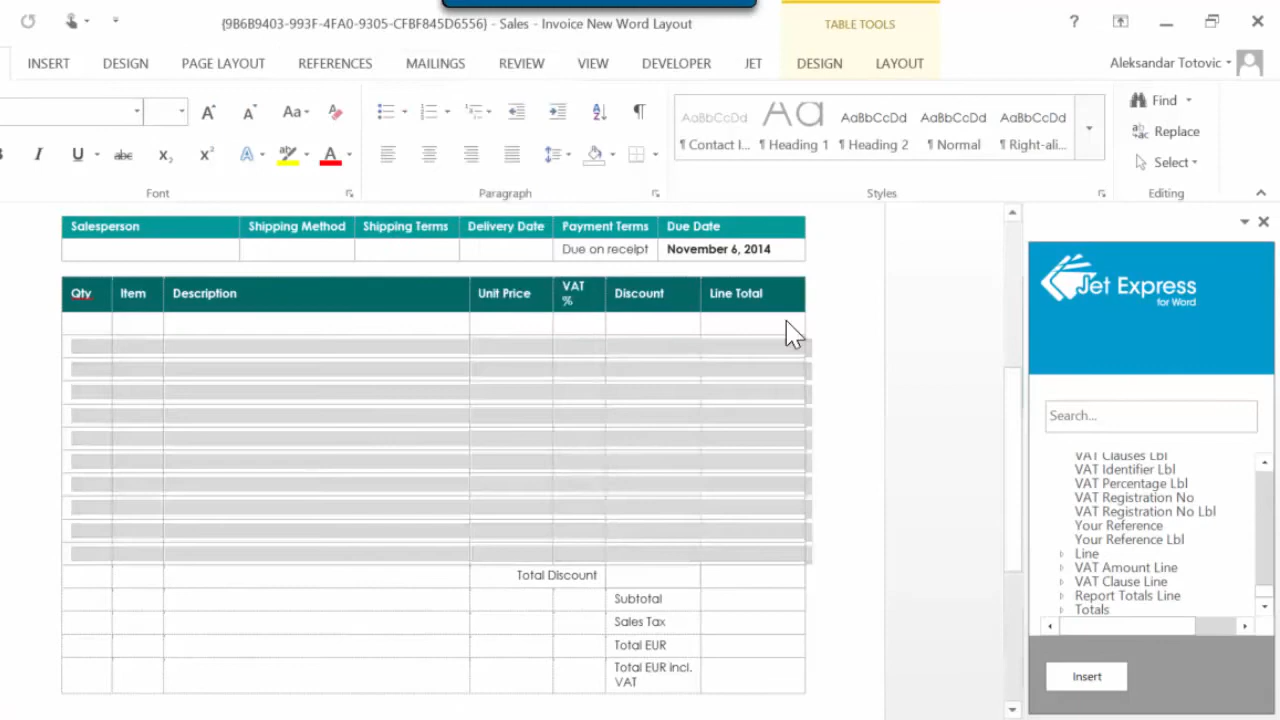 {9B6B9403-993F-4FA0-9305-CFBF845D6556} - Sales - Invoice New Word Layout
TABLE TOOLS
?
INSERT DESIGN PAGE LAYOUT REFERENCES MAILINGS REVIEW VIEW DEVELOPER JET DESIGN LAYOUT
Aleksandar Totovic
Aa
AaBbCcDd AaBbCcDd AaBbCcDd AaBbCcDd
¶ Contact I... ¶ Heading 1 ¶ Heading 2 ¶ Normal ¶ Right-ali...
Find
Replace
Select
Font Paragraph Styles Editing
Salesperson Shipping Method Shipping Terms Delivery Date Payment Terms Due Date
Due on receipt November 6, 2014
Qty Item Description Unit Price VAT % Discount Line Total
Total Discount
Subtotal
Sales Tax
Total EUR
Total EUR incl.
VAT
Jet Express
for Word
Search...
VAT Clauses Lbl
VAT Identifier Lbl
VAT Percentage Lbl
VAT Registration No
VAT Registration No Lbl
Your Reference
Your Reference Lbl
Line
VAT Amount Line
VAT Clause Line
Report Totals Line
Totals
Insert